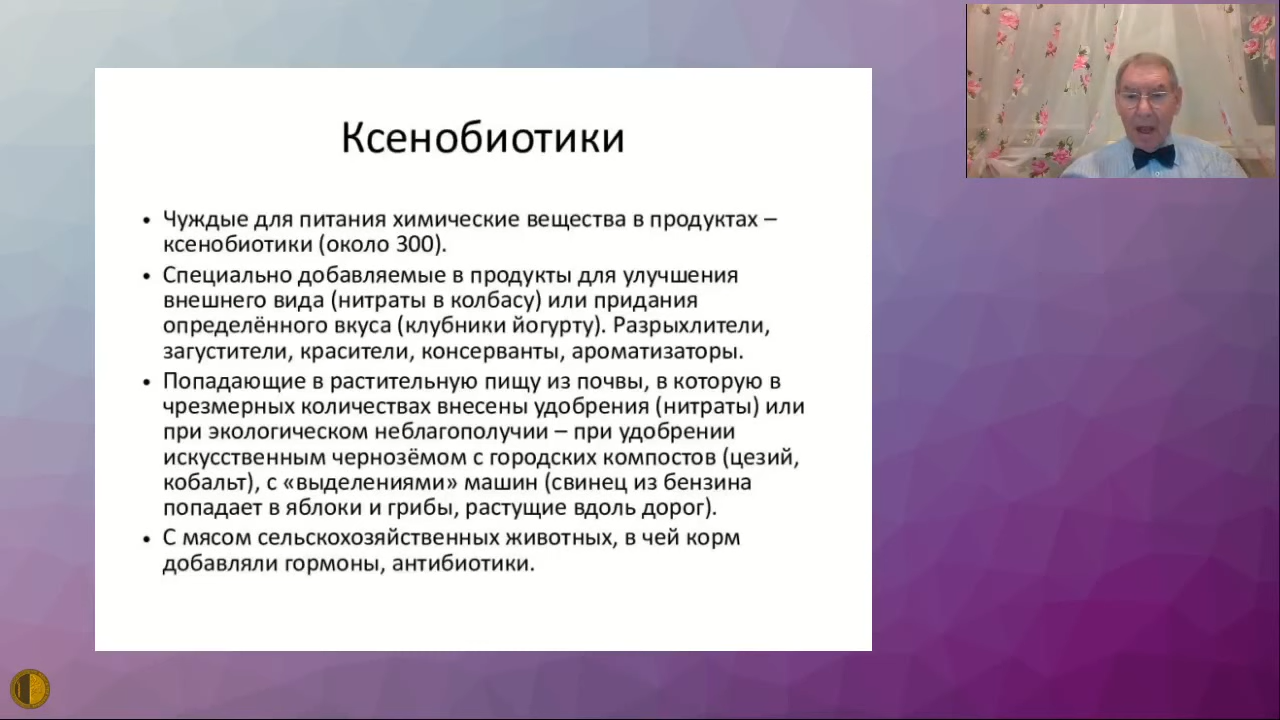 Ксенобиотики
• Чуждые для питания химические вещества в продуктах –
ксенобиотики (около 300).
• Специально добавляемые в продукты для улучшения
внешнего вида (нитраты в колбасу) или придания
определённого вкуса (клубники йогурту). Разрыхлители,
загустители, красители, консерванты, ароматизаторы.
• Попадающие в растительную пищу из почвы, в которую в
чрезмерных количествах внесены удобрения (нитраты) или
при экологическом неблагополучии – при удобрении
искусственным чернозёмом с городских компостов (цезий,
кобальт), с «выделениями» машин (свинец из бензина
попадает в яблоки и грибы, растущие вдоль дорог).
• С мясом сельскохозяйственных животных, в чей корм
добавляли гормоны, антибиотики.